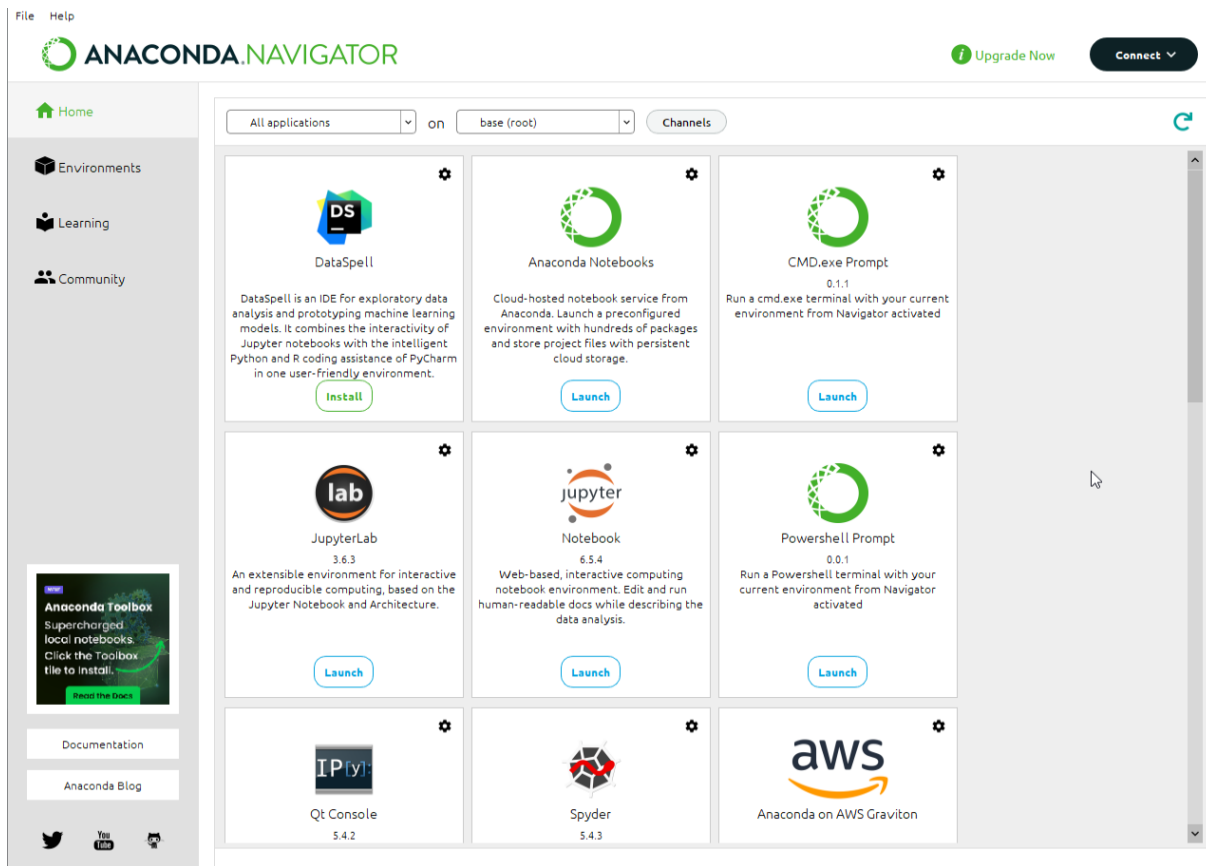 File Help
ANACONDA.NAVIGATOR
i Upgrade Now
Connect
Home
Environments
Learning
Community
All applications on base (root) Channels
DS
DataSpell
DataSpell is an IDE for exploratory data
analysis and prototyping machine learning
models. It combines the interactivity of
Jupyter notebooks with the intelligent
Python and R coding assistance of PyCharm
in one user-friendly environment.
Install
Anaconda Notebooks
Cloud-hosted notebook service from
Anaconda. Launch a preconfigured
environment with hundreds of packages
and store project files with persistent
cloud storage.
Launch
CMD.exe Prompt
0.1.1
Run a cmd.exe terminal with your current
environment from Navigator activated
Launch
lab
JupyterLab
3.6.3
An extensible environment for interactive
and reproducible computing, based on the
Jupyter Notebook and Architecture.
Launch
jupyter
Notebook
6.5.4
Web-based, interactive computing
notebook environment. Edit and run
human-readable docs while describing the
data analysis.
Launch
Powershell Prompt
0.0.1
Run a Powershell terminal with your
current environment from Navigator
activated
Launch
IP[y]:
Qt Console
5.4.2
Spyder
5.4.3
aws
Anaconda on AWS Graviton
NEW
Anaconda Toolbox
Supercharged
local notebooks.
Click the Toolbox
tile to install.
Read the Docs
Documentation
Anaconda Blog
You
Tube